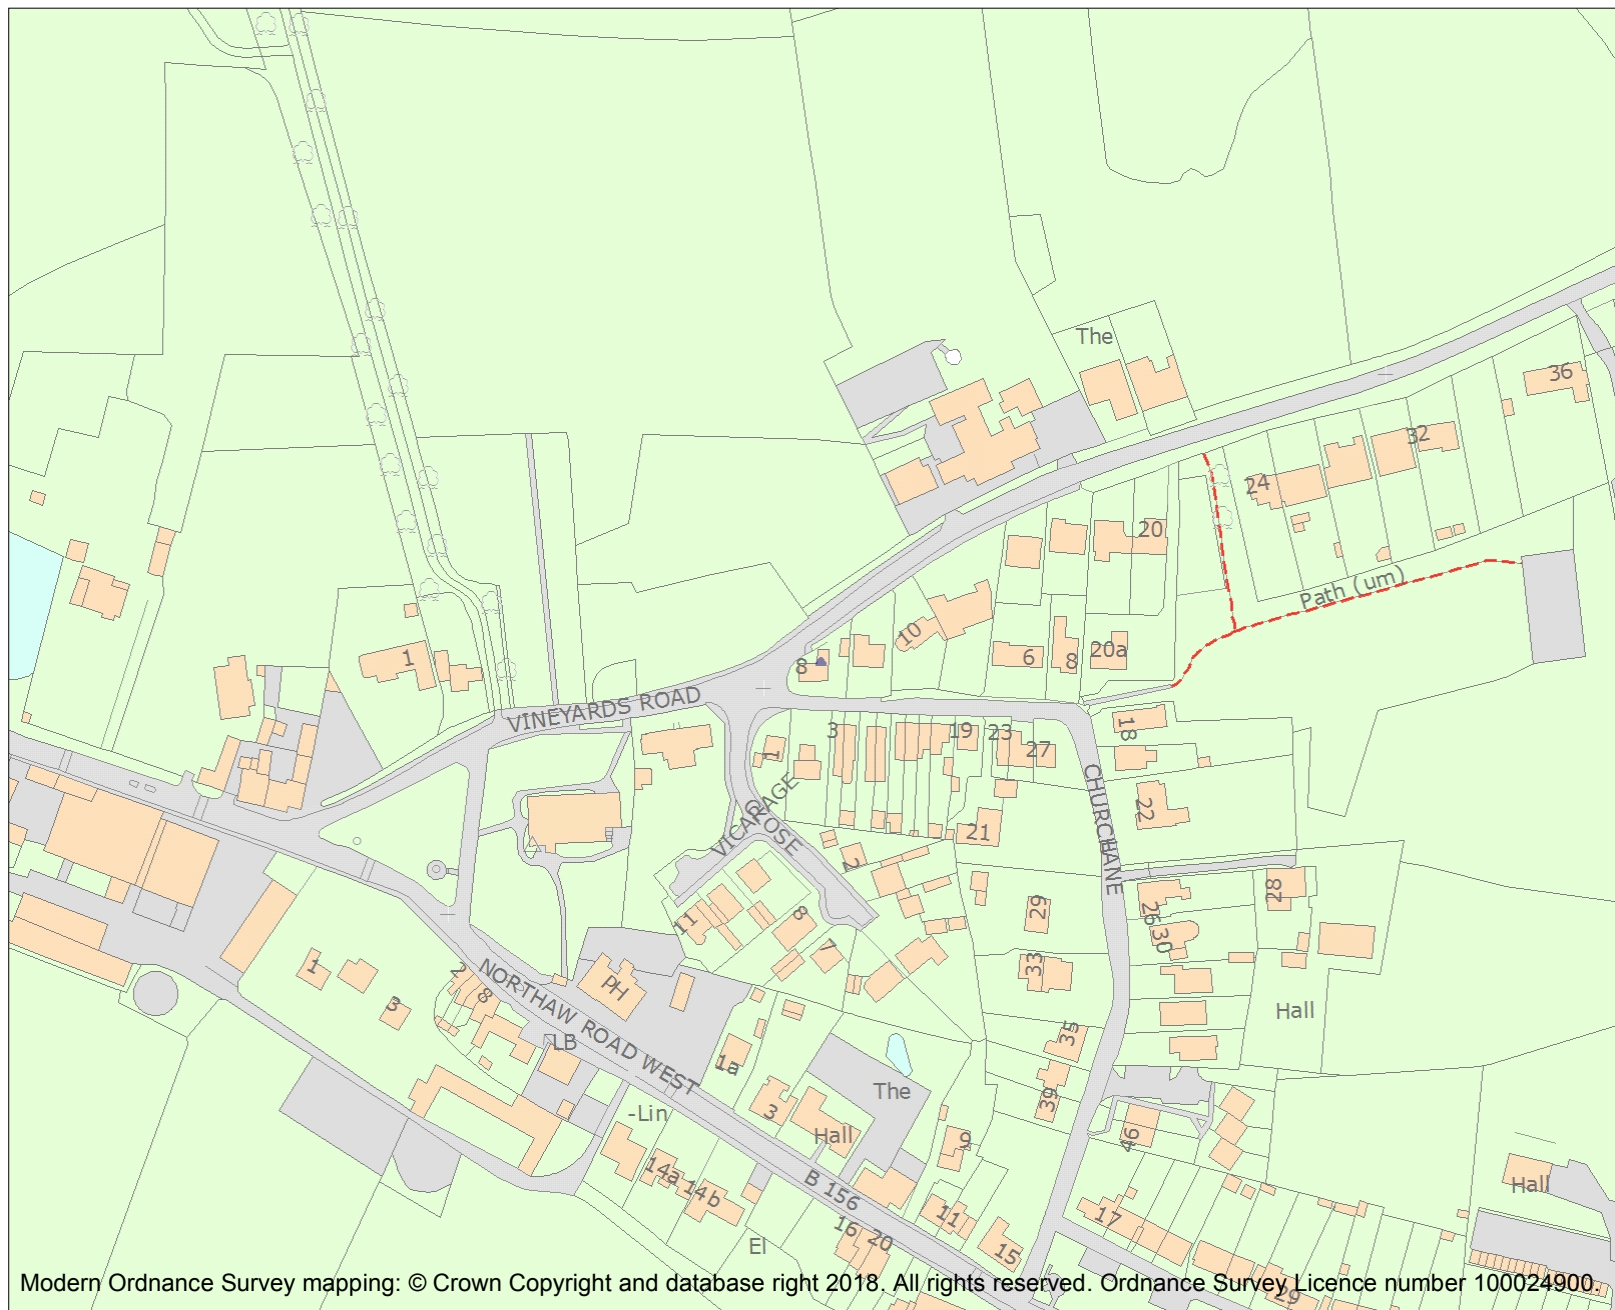 The
36
32
24
20
Path (um)
10
1
8
6
8
20a
VINEYARDS ROAD
18
3
19
23
27
1
CHURCH LANE
22
VICARAGE
CLOSE
21
2
28
26
29
30
11
8
7
33
1
2
PH
NORTHAW ROAD WEST
8
3
Hall
35
LB
1a
The
39
-Lin
3
Hall
9
46
14a
14b
Hall
B 156
11
17
16
20
15
El
29
Modern Ordnance Survey mapping: © Crown Copyright and database right 2018. All rights reserved. Ordnance Survey Licence number 100024900.